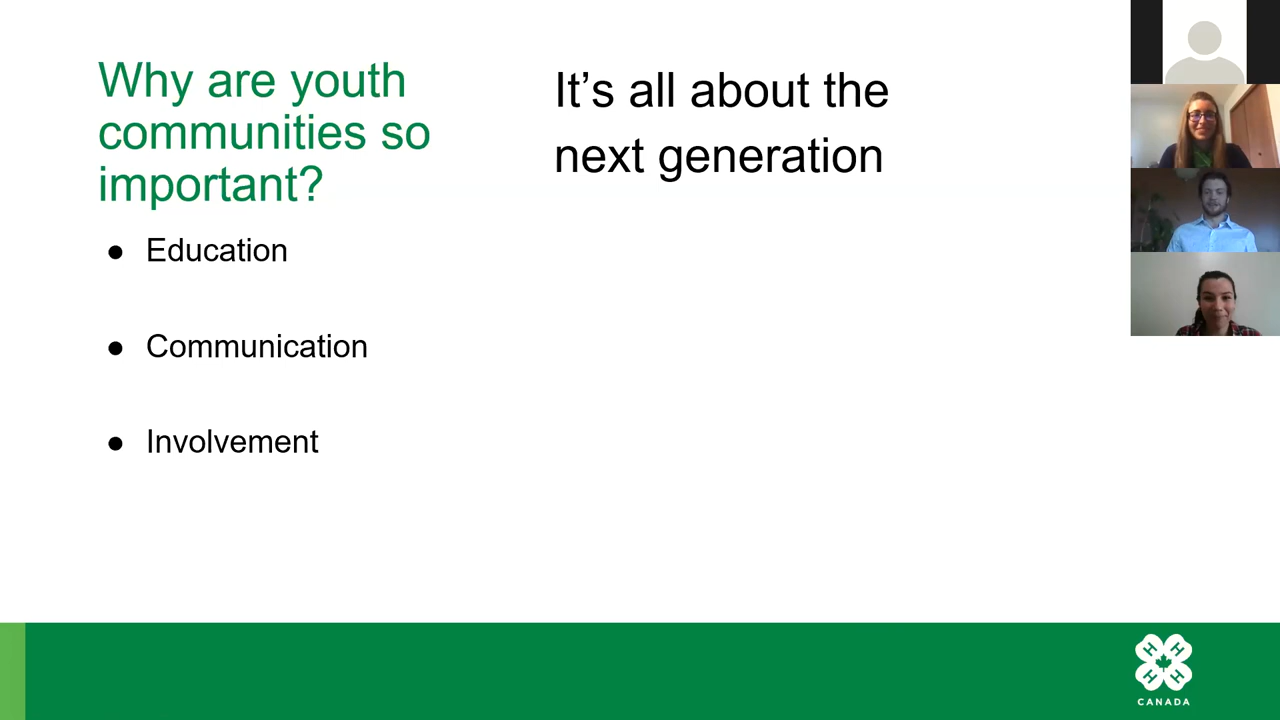 Why are youth
communities so
important?
● Education
● Communication
● Involvement
It’s all about the
next generation
H H
H H
CANADA